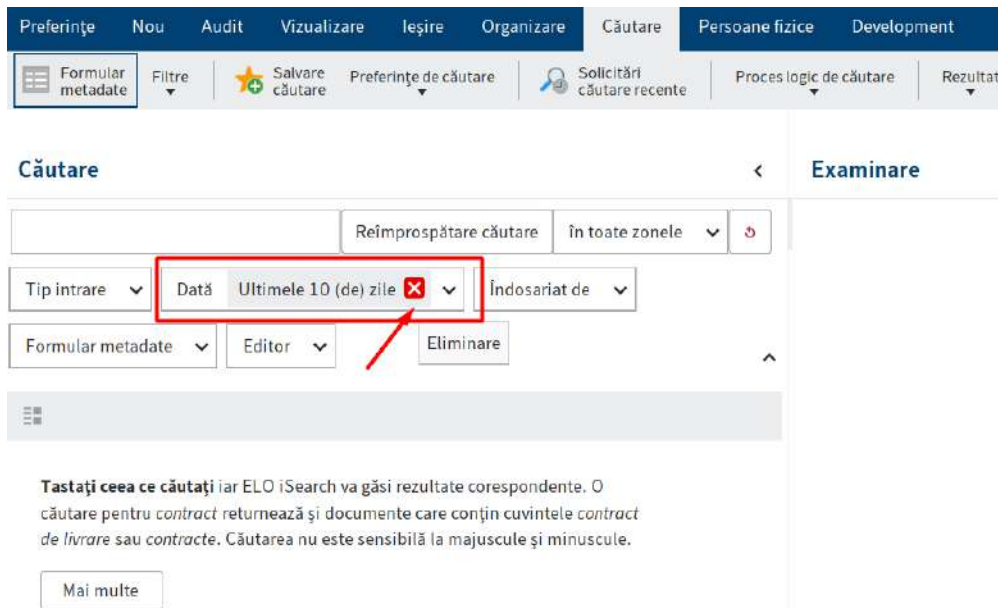 Preferințe Nou Audit Vizualizare Ieșire Organizare Căutare Persoane fizice Development
Formular metadate Filtre Salvare căutare Preferințe de căutare Solicitări căutare recente Proces logic de căutare Rezultat
Căutare Examinare
Reîmprospătare căutare în toate zonele
Tip intrare Dată Ultimele 10 (de) zile Îndosariat de
Formular metadate Editor Eliminare
Tastați ceea ce căutați iar ELO iSearch va găsi rezultate corespondente. O
căutare pentru contract returnează și documente care conțin cuvintele contract
de livrare sau contracte. Căutarea nu este sensibilă la majuscule și minuscule.
Mai multe